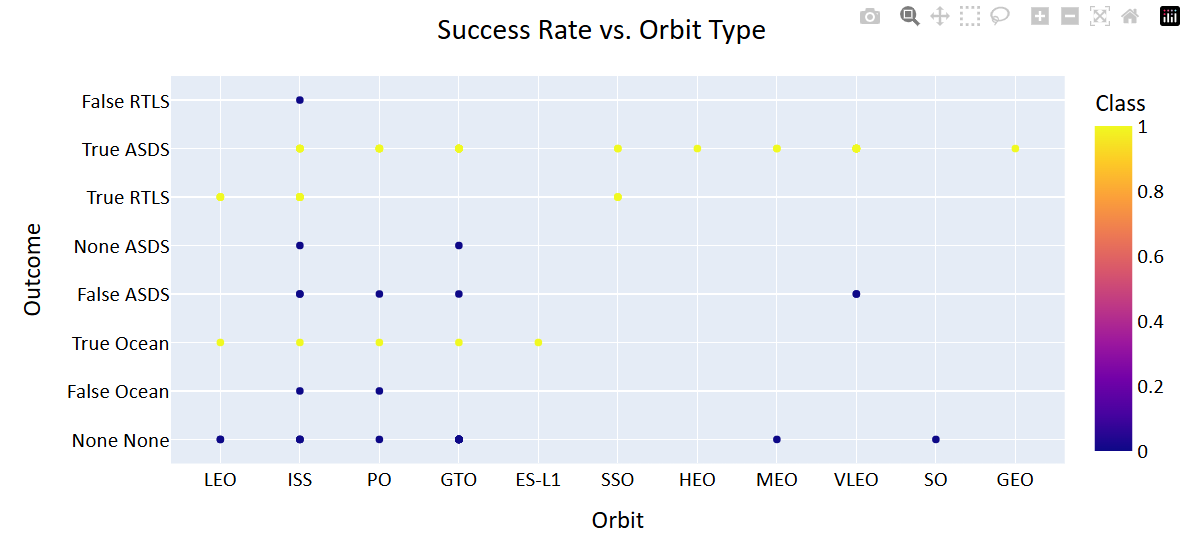 Success Rate vs. Orbit Type
Outcome
False RTLS
True ASDS
True RTLS
None ASDS
False ASDS
True Ocean
False Ocean
None None
LEO ISS PO GTO ES-L1 SSO HEO MEO VLEO SO GEO
Orbit
Class
1
0.8
0.6
0.4
0.2
0